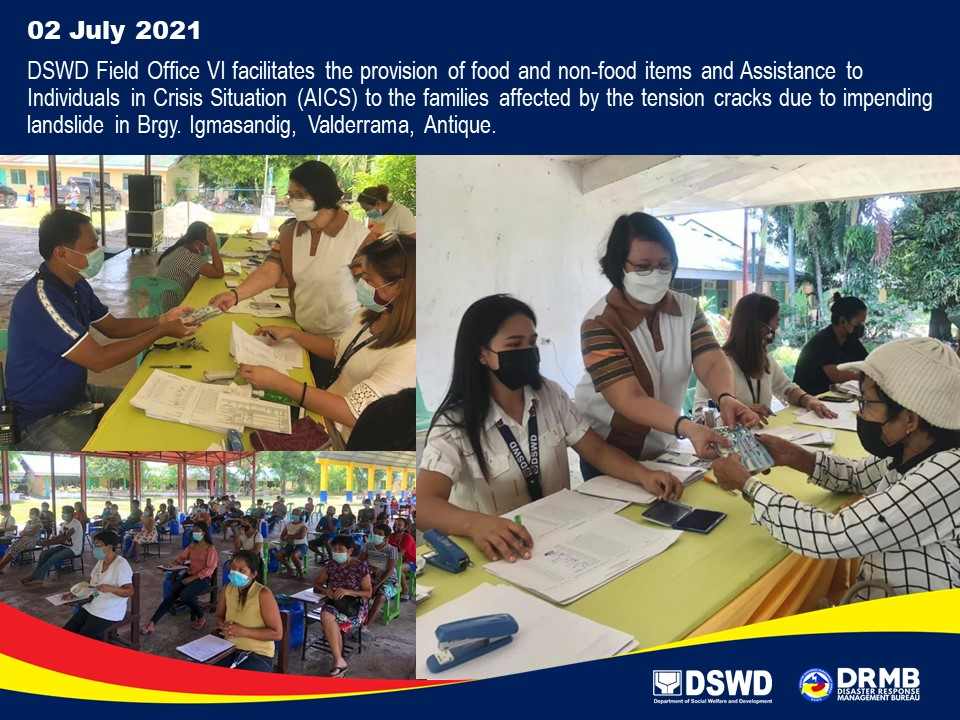 02 July 2021
DSWD Field Office VI facilitates the provision of food and non-food items and Assistance to
Individuals in Crisis Situation (AICS) to the families affected by the tension cracks due to impending
landslide in Brgy. Igmasandig, Valderrama, Antique.
DSWD
DSWD
Department of Social Welfare and Development
DRMB
DISASTER RESPONSE
MANAGEMENT BUREAU